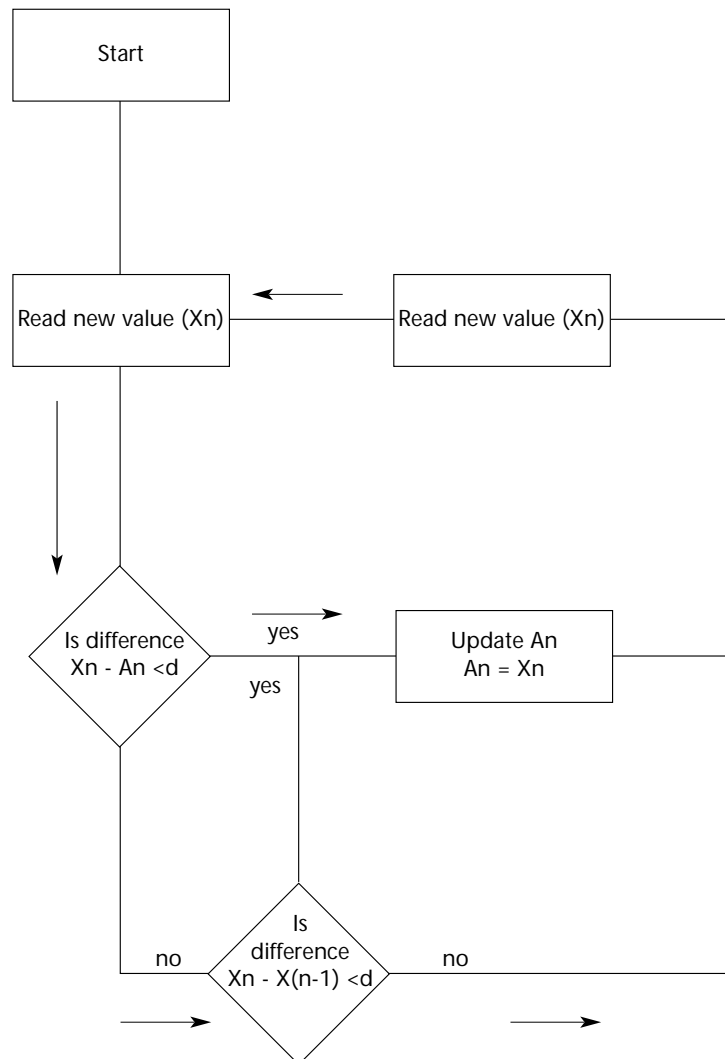 Start
Read new value (Xn)
Read new value (Xn)
Is difference
Xn - An <d
yes
yes
Update An
An = Xn
Is
difference
Xn - X(n-1) <d
no
no